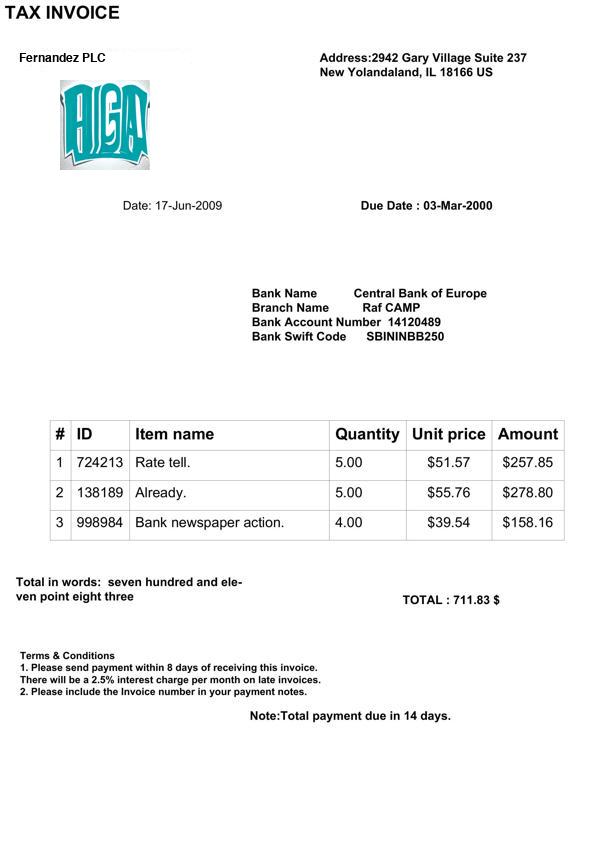 TAX INVOICE
Fernandez PLC
Address:2942 Gary Village Suite 237
New Yolandaland, IL 18166 US
HGA
Date: 17-Jun-2009
Due Date : 03-Mar-2000
Bank Name Central Bank of Europe
Branch Name Raf CAMP
Bank Account Number 14120489
Bank Swift Code SBININBB250
# ID Item name Quantity Unit price Amount
1 724213 Rate tell. 5.00 $51.57 $257.85
2 138189 Already. 5.00 $55.76 $278.80
3 998984 Bank newspaper action. 4.00 $39.54 $158.16
Total in words: seven hundred and ele-
ven point eight three
TOTAL : 711.83 $
Terms & Conditions
1. Please send payment within 8 days of receiving this invoice.
There will be a 2.5% interest charge per month on late invoices.
2. Please include the Invoice number in your payment notes.
Note:Total payment due in 14 days.